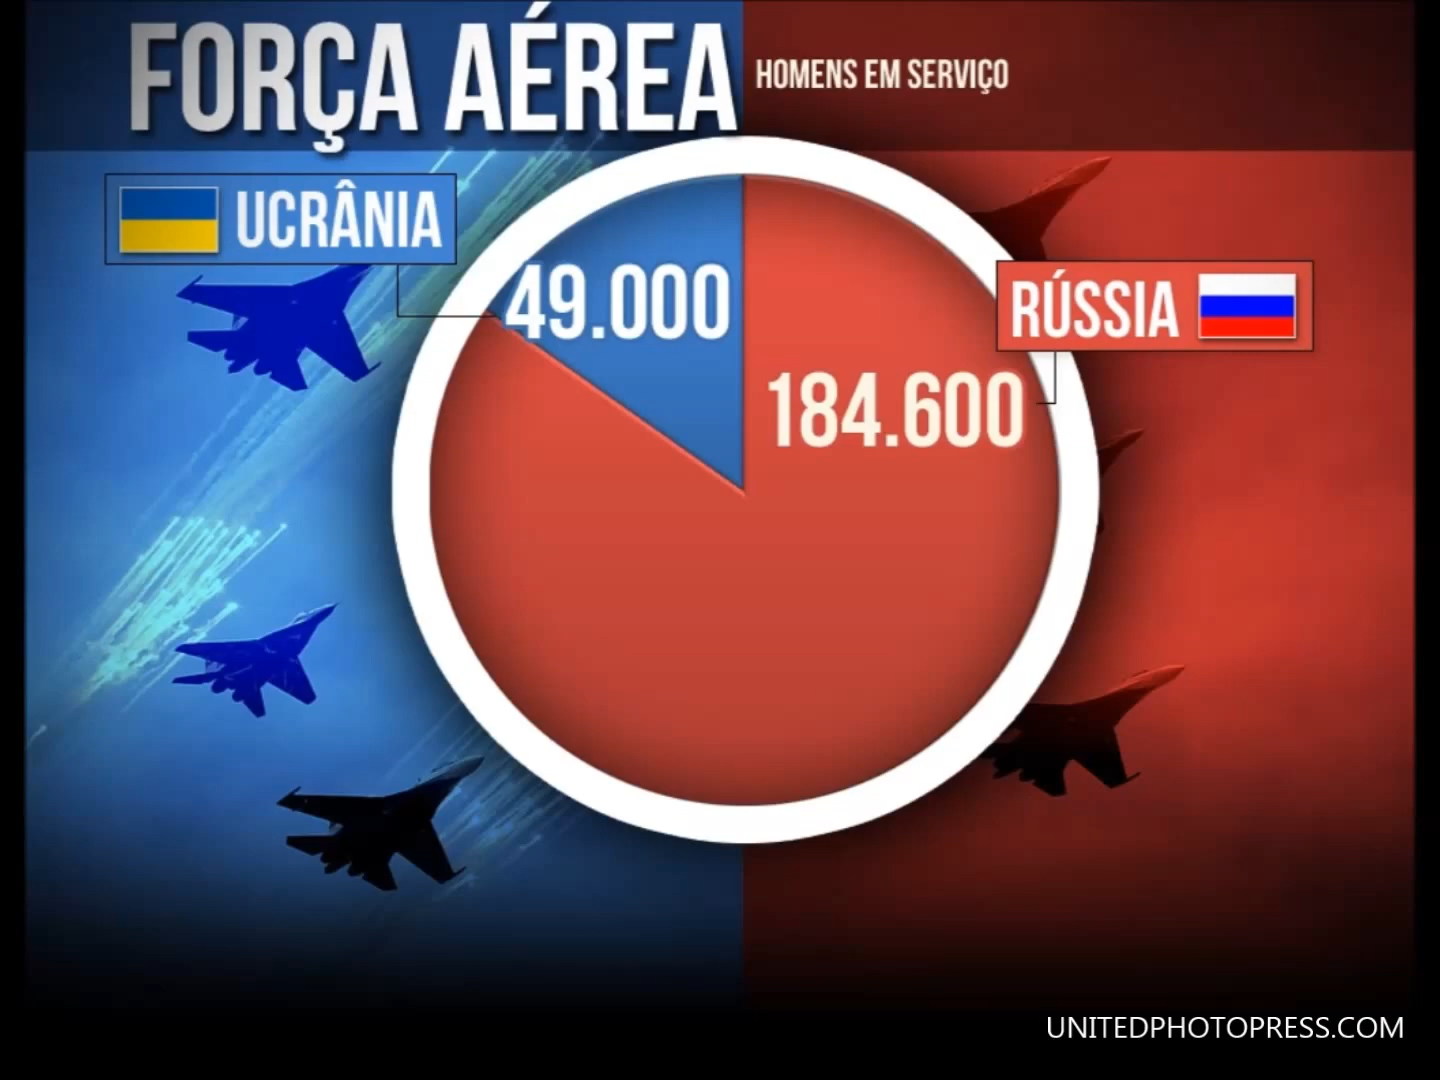 FORÇA AÉREA
HOMENS EM SERVIÇO
UCRÂNIA
49.000
RÚSSIA
184.600
UNITEDPHOTOPRESS.COM